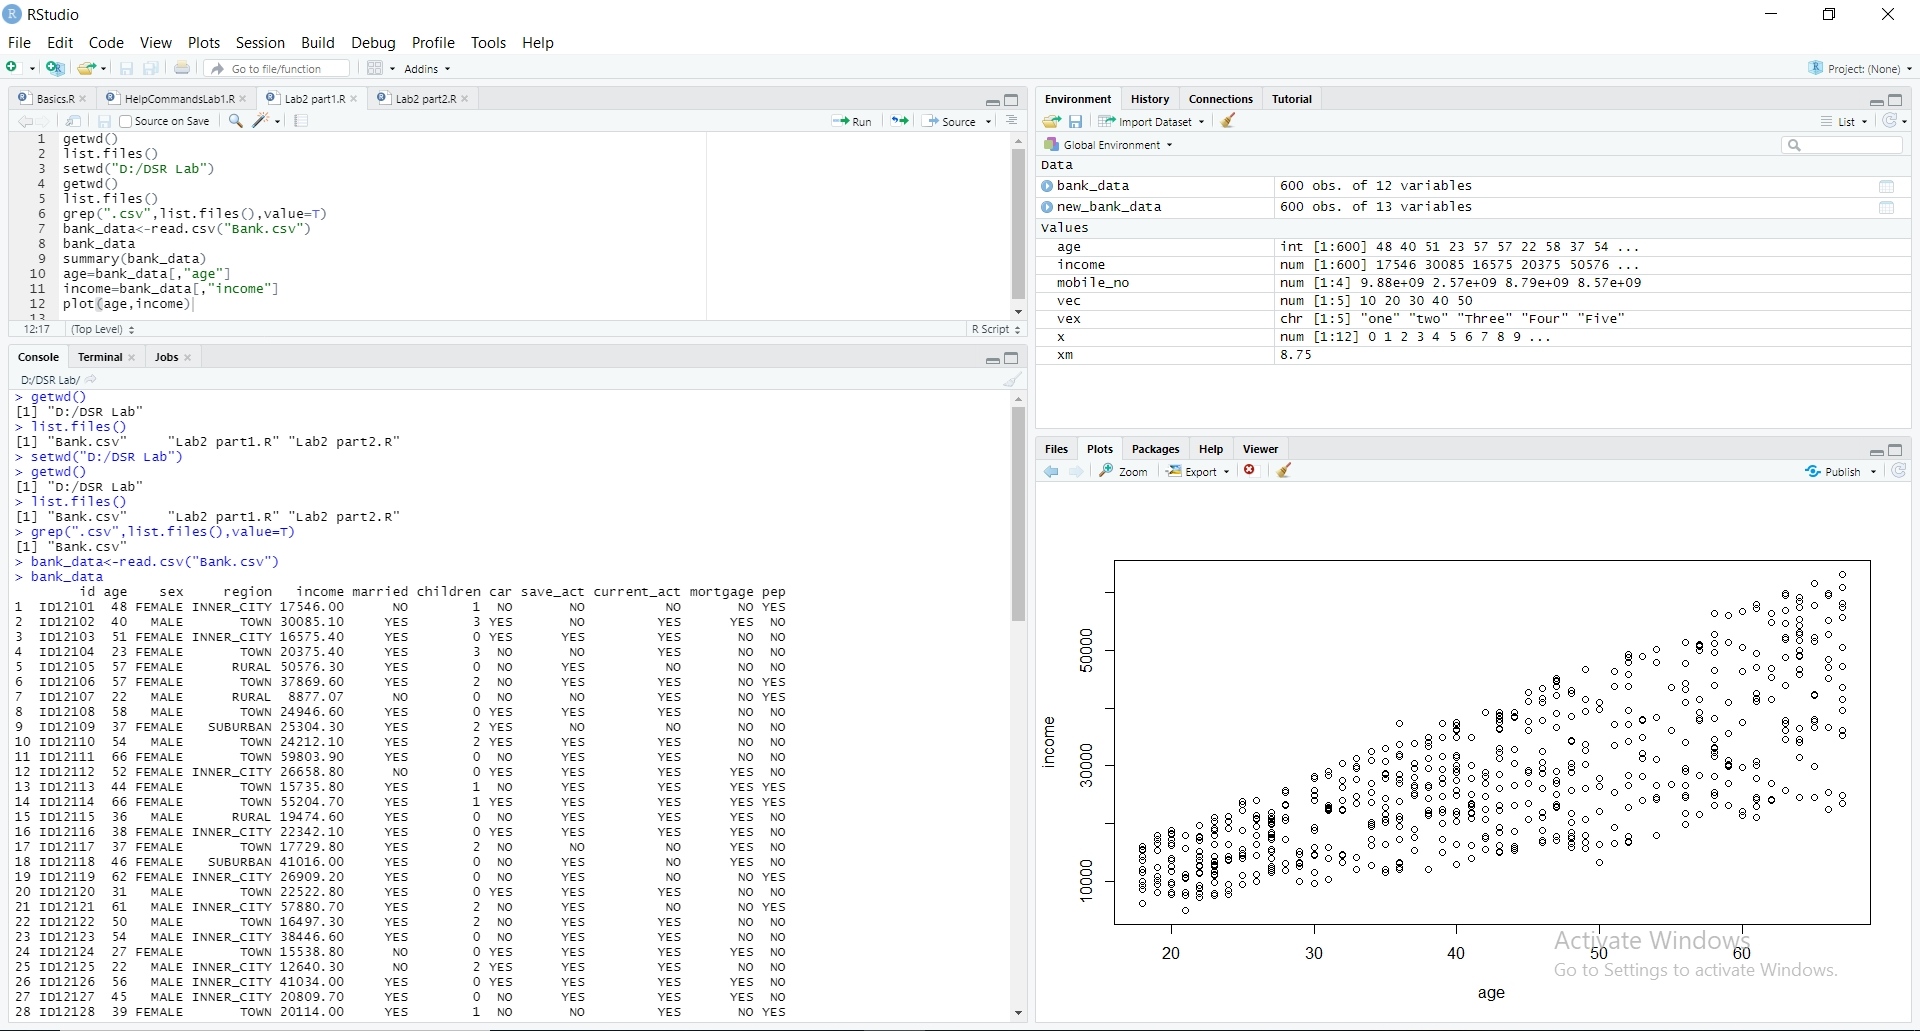 RStudio
File Edit Code View Plots Session Build Debug Profile Tools Help
Go to file/function Addins Project: (None)
Basics.R HelpCommandsLab1.R Lab2 part1.R Lab2 part2.R
Source on Save Run Source
1 getwd()
2 list.files()
3 setwd("D:/DSR Lab")
4 getwd()
5 list.files()
6 grep(".csv",list.files(),value=T)
7 bank_data<-read.csv("Bank.csv")
8 bank_data
9 summary(bank_data)
10 age=bank_data[,"age"]
11 income=bank_data[,"income"]
12 plot(age,income)
13
12:17 (Top Level) R Script
Console Terminal Jobs
D:/DSR Lab/
> getwd()
[1] "D:/DSR Lab"
> list.files()
[1] "Bank.csv" "Lab2 part1.R" "Lab2 part2.R"
> setwd("D:/DSR Lab")
> getwd()
[1] "D:/DSR Lab"
> list.files()
[1] "Bank.csv" "Lab2 part1.R" "Lab2 part2.R"
> grep(".csv",list.files(),value=T)
[1] "Bank.csv"
> bank_data<-read.csv("Bank.csv")
> bank_data
id age sex region income married children car save_act current_act mortgage pep
1 ID12101 48 FEMALE INNER_CITY 17546.00 NO 1 NO NO NO NO YES
2 ID12102 40 MALE TOWN 30085.10 YES 3 YES NO YES YES NO
3 ID12103 51 FEMALE INNER_CITY 16575.40 YES 0 YES YES YES NO NO
4 ID12104 23 FEMALE TOWN 20375.40 YES 3 NO NO YES NO NO
5 ID12105 57 FEMALE RURAL 50576.30 YES 0 NO YES NO NO NO
6 ID12106 57 FEMALE TOWN 37869.60 YES 2 NO YES YES NO YES
7 ID12107 22 MALE RURAL 8877.07 NO 0 NO NO YES NO YES
8 ID12108 58 MALE TOWN 24946.60 YES 0 YES YES YES NO NO
9 ID12109 37 FEMALE SUBURBAN 25304.30 YES 2 YES NO NO NO NO
10 ID12110 54 MALE TOWN 24212.10 YES 2 YES YES YES NO NO
11 ID12111 66 FEMALE TOWN 59803.90 YES 0 NO YES YES NO NO
12 ID12112 52 FEMALE INNER_CITY 26658.80 NO 0 YES YES YES YES NO
13 ID12113 44 FEMALE TOWN 15735.80 YES 1 NO YES YES YES YES
14 ID12114 66 FEMALE TOWN 55204.70 YES 1 YES YES YES YES YES
15 ID12115 36 MALE RURAL 19474.60 YES 0 NO YES YES YES NO
16 ID12116 38 FEMALE INNER_CITY 22342.10 YES 0 YES YES YES YES NO
17 ID12117 37 FEMALE TOWN 17729.80 YES 2 NO NO NO YES NO
18 ID12118 46 FEMALE SUBURBAN 41016.00 YES 0 NO YES NO YES NO
19 ID12119 62 FEMALE INNER_CITY 26909.20 YES 0 NO YES NO NO YES
20 ID12120 31 MALE TOWN 22522.80 YES 0 YES YES YES NO NO
21 ID12121 61 MALE INNER_CITY 57880.70 YES 2 NO YES NO NO YES
22 ID12122 50 MALE TOWN 16497.30 YES 2 NO YES YES NO NO
23 ID12123 54 MALE INNER_CITY 38446.60 YES 0 NO YES YES NO NO
24 ID12124 27 FEMALE TOWN 15538.80 NO 0 YES YES YES YES NO
25 ID12125 22 MALE INNER_CITY 12640.30 NO 2 YES YES YES NO NO
26 ID12126 56 MALE INNER_CITY 41034.00 YES 0 YES YES YES YES NO
27 ID12127 45 MALE INNER_CITY 20809.70 YES 0 NO YES YES YES NO
28 ID12128 39 FEMALE TOWN 20114.00 YES 1 NO NO YES NO YES
Environment History Connections Tutorial
Import Dataset List
Global Environment
Data
bank_data 600 obs. of 12 variables
new_bank_data 600 obs. of 13 variables
Values
age int [1:600] 48 40 51 23 57 57 22 58 37 54 ...
income num [1:600] 17546 30085 16575 20375 50576 ...
mobile_no num [1:4] 9.88e+09 2.57e+09 8.79e+09 8.57e+09
vec num [1:5] 10 20 30 40 50
vex chr [1:5] "one" "two" "Three" "Four" "Five"
x num [1:12] 0 1 2 3 4 5 6 7 8 9 ...
xm 8.75
Files Plots Packages Help Viewer
Zoom Export Publish
50000
30000
10000
income
20 30 40 50 60
age
Activate Windows
Go to Settings to activate Windows.